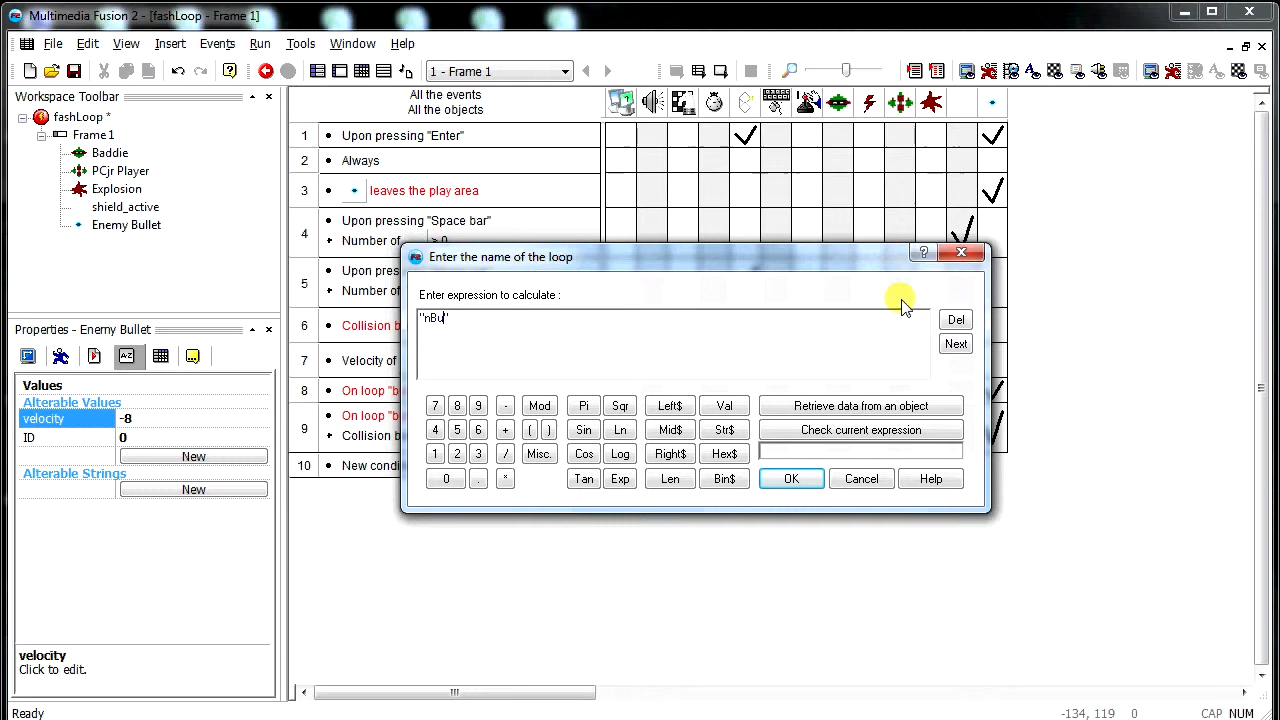 Multimedia Fusion 2 - [fashLoop - Frame 1]
File Edit View Insert Events Run Tools Window Help
1 - Frame 1
Workspace Toolbar
fashLoop *
Frame 1
Baddie
PCjr Player
Explosion
shield_active
Enemy Bullet
Properties - Enemy Bullet
A-Z
Values
Alterable Values
velocity -8
ID 0
New
Alterable Strings
New
velocity
Click to edit.
All the events
All the objects
1 Upon pressing "Enter"
2 Always
3 leaves the play area
4 Upon pressing "Space bar"
+ Number of > 0
5 Upon pres
+ Number of
6 Collision b
7 Velocity of
8 On loop "b
9 On loop "b
+ Collision b
10 New condi
Enter the name of the loop
Enter expression to calculate :
"nBu"
Del
Next
7 8 9 - Mod Pi Sqr Left$ Val Retrieve data from an object
4 5 6 + ( ) Sin Ln Mid$ Str$ Check current expression
1 2 3 / Misc. Cos Log Right$ Hex$
0 . * Tan Exp Len Bin$ OK Cancel Help
Ready -134, 119 0 CAP NUM